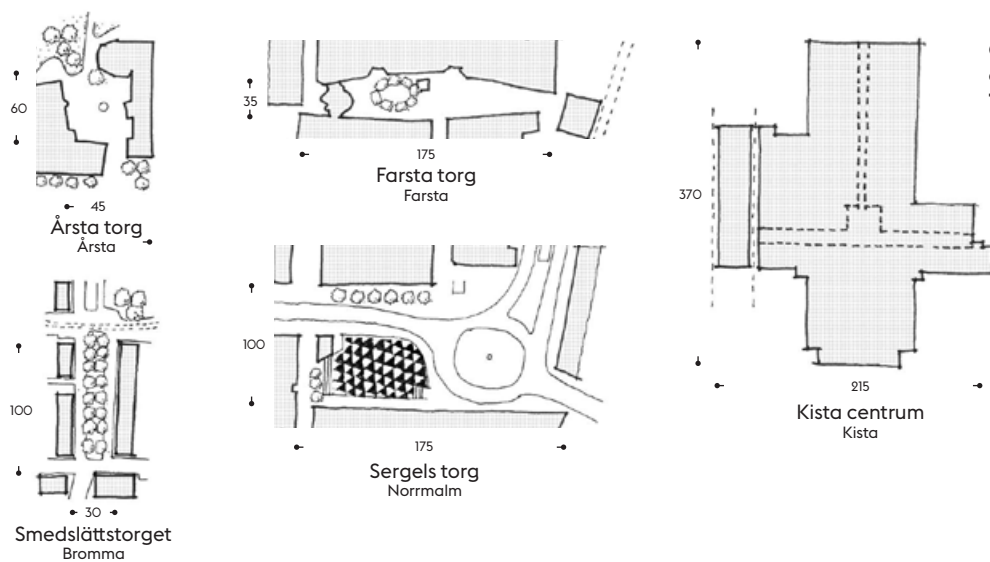 60
45
Årsta torg
Årsta
35
175
Farsta torg
Farsta
370
215
Kista centrum
Kista
100
30
Smedslättstorget
Bromma
100
175
Sergels torg
Norrmalm